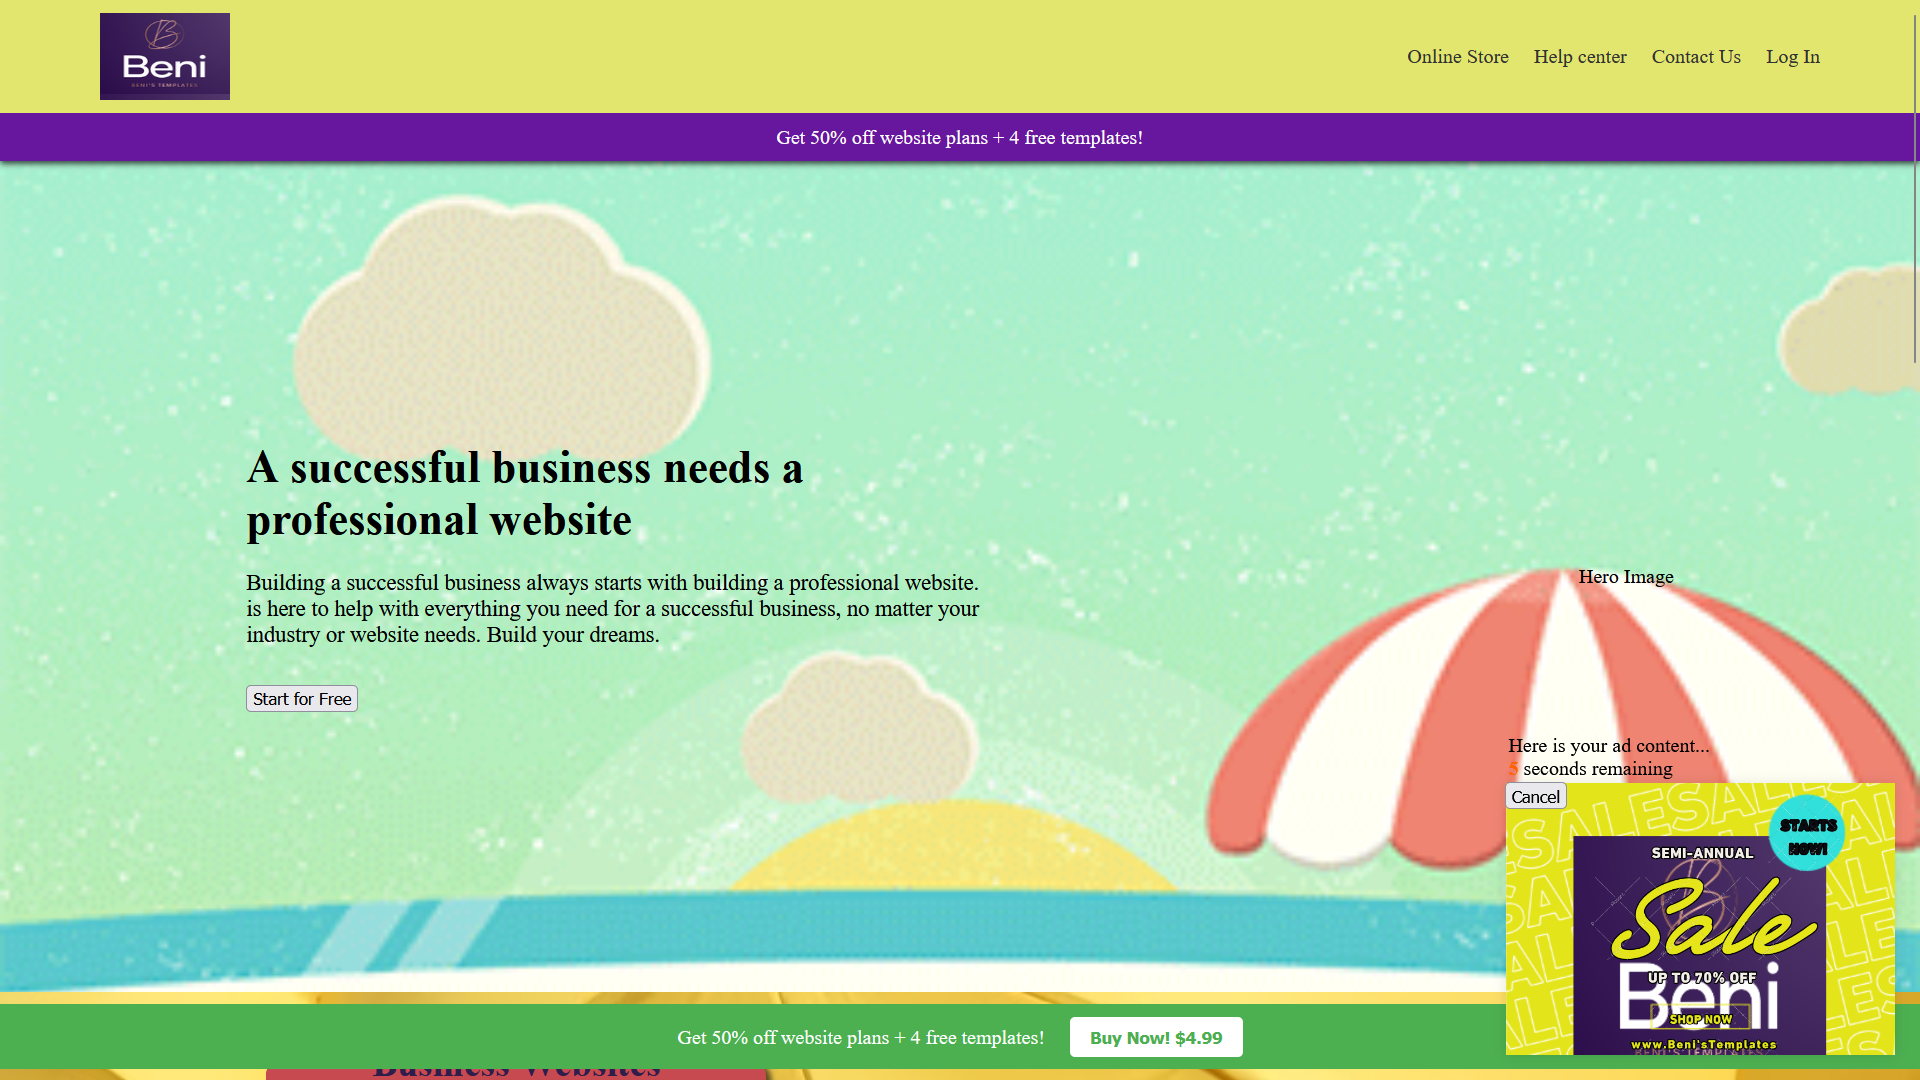 B
Beni
BENI'S TEMPLATES
Online Store
Help center
Contact Us
Log In
Get 50% off website plans + 4 free templates!
A successful business needs a
professional website
Building a successful business always starts with building a professional website.
is here to help with everything you need for a successful business, no matter your
industry or website needs. Build your dreams.
Start for Free
Hero Image
Here is your ad content...
5 seconds remaining
Cancel
STARTS
NOW!
SEMI-ANNUAL
Sale
UP TO 70% OFF
Beni
SHOP NOW
www.Beni'sTemplates
BENI'S TEMPLATES
Get 50% off website plans + 4 free templates!
Buy Now! $4.99
Business Websites